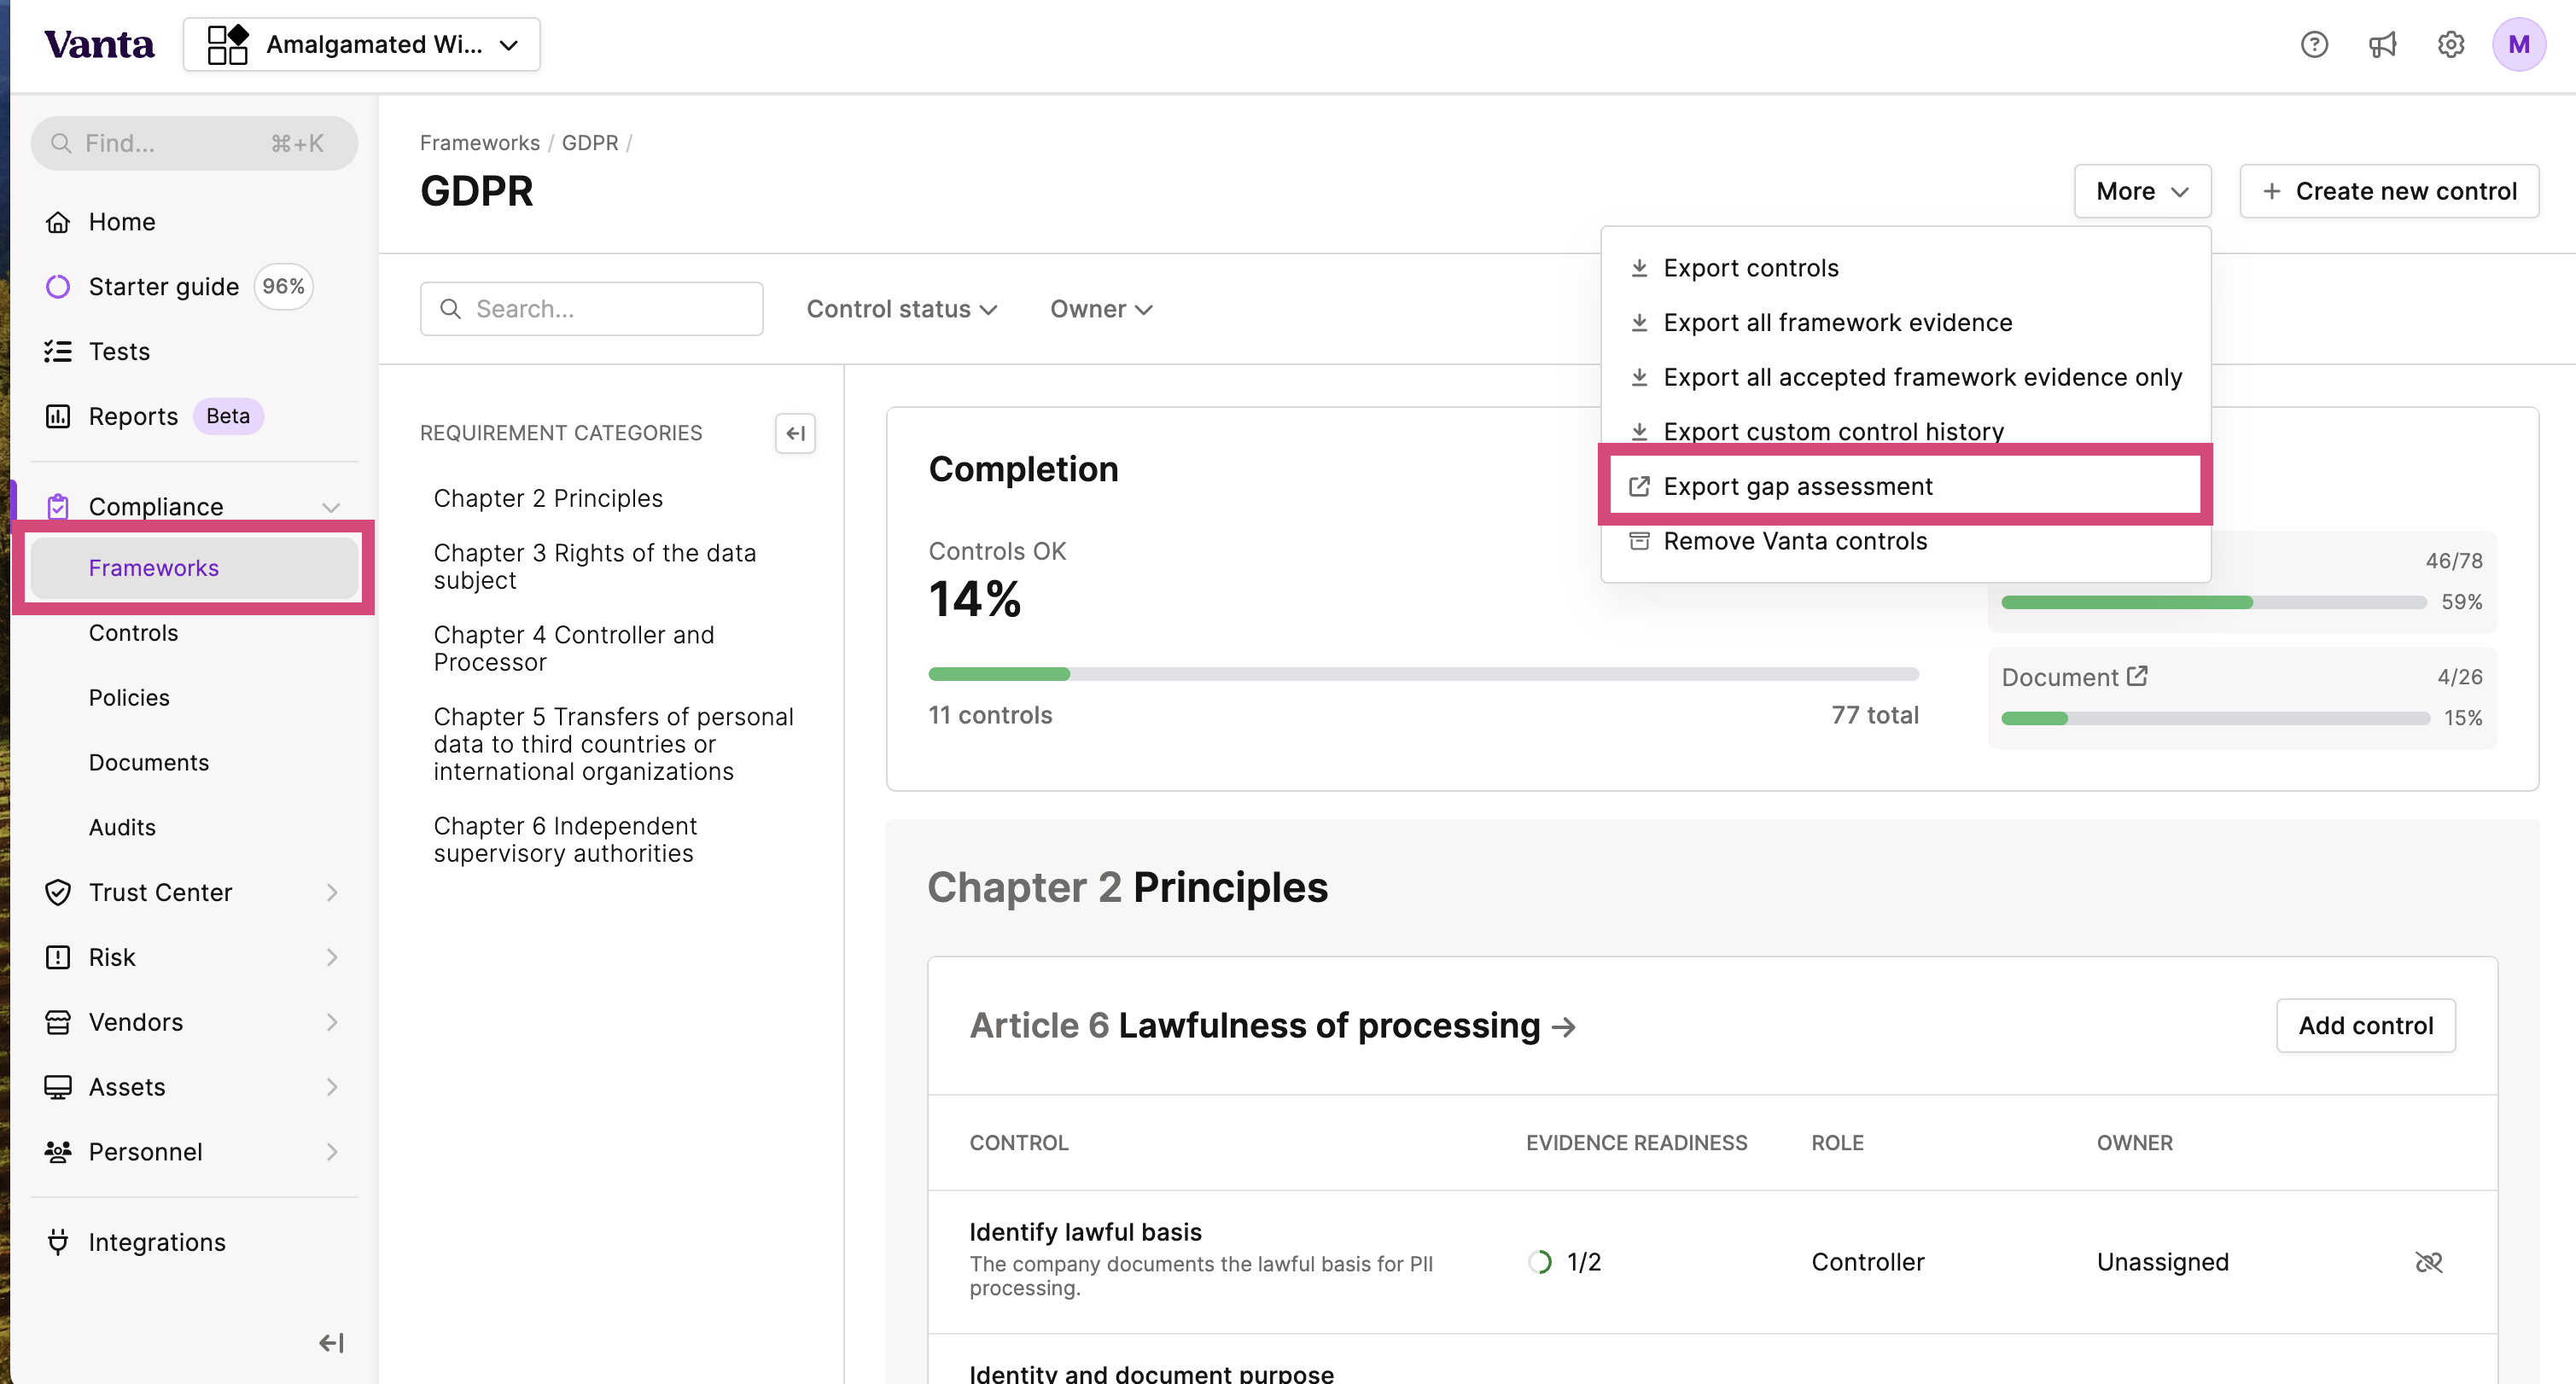 Vanta
Amalgamated Wi...
M
Find... ⌘+K
Home
Starter guide 96%
Tests
Reports Beta
Compliance
Frameworks
Controls
Policies
Documents
Audits
Trust Center
Risk
Vendors
Assets
Personnel
Integrations
Frameworks / GDPR /
GDPR
More
+ Create new control
Search...
Control status
Owner
Export controls
Export all framework evidence
Export all accepted framework evidence only
Export custom control history
Export gap assessment
Remove Vanta controls
REQUIREMENT CATEGORIES
Chapter 2 Principles
Chapter 3 Rights of the data
subject
Chapter 4 Controller and
Processor
Chapter 5 Transfers of personal
data to third countries or
international organizations
Chapter 6 Independent
supervisory authorities
Completion
Controls OK
14%
11 controls
77 total
46/78
59%
Document 4/26
15%
Chapter 2 Principles
Article 6 Lawfulness of processing →
Add control
CONTROL EVIDENCE READINESS ROLE OWNER
Identify lawful basis
The company documents the lawful basis for PII
processing.
1/2
Controller
Unassigned
Identity and document purpose